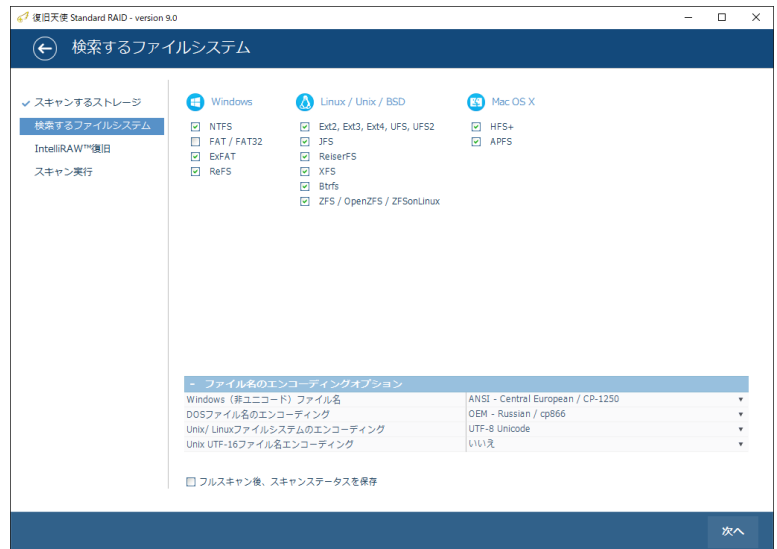 復旧天使 Standard RAID - version 9.0
検索するファイルシステム
スキャンするストレージ
検索するファイルシステム
IntelliRAW™復旧
スキャン実行
Windows
NTFS
FAT / FAT32
ExFAT
ReFS
Linux / Unix / BSD
Ext2, Ext3, Ext4, UFS, UFS2
JFS
ReiserFS
XFS
Btrfs
ZFS / OpenZFS / ZFSonLinux
Mac OS X
HFS+
APFS
− ファイル名のエンコーディングオプション
Windows（非ユニコード）ファイル名 ANSI - Central European / CP-1250
DOSファイル名のエンコーディング OEM - Russian / cp866
Unix/ Linuxファイルシステムのエンコーディング UTF-8 Unicode
Unix UTF-16ファイル名エンコーディング いいえ
フルスキャン後、スキャンステータスを保存
次へ